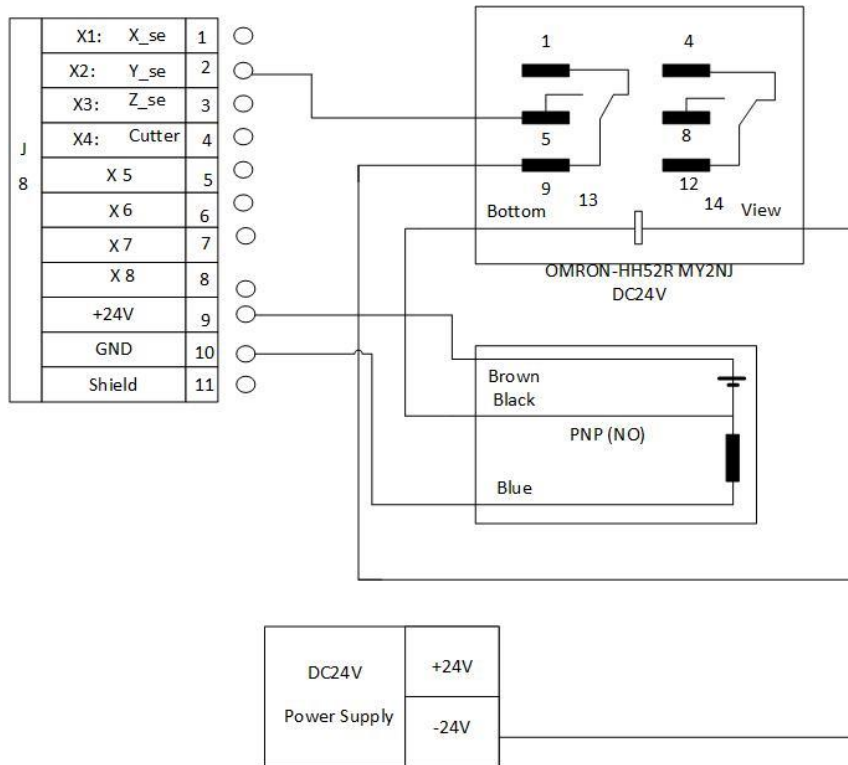 J 8
X1: X_se 1
X2: Y_se 2
X3: Z_se 3
X4: Cutter 4
X 5 5
X 6 6
X 7 7
X 8 8
+24V 9
GND 10
Shield 11
1 4
5 8
9 12
13 14
Bottom View
OMRON-HH52R MY2NJ
DC24V
Brown
Black
PNP (NO)
Blue
DC24V
Power Supply
+24V
-24V